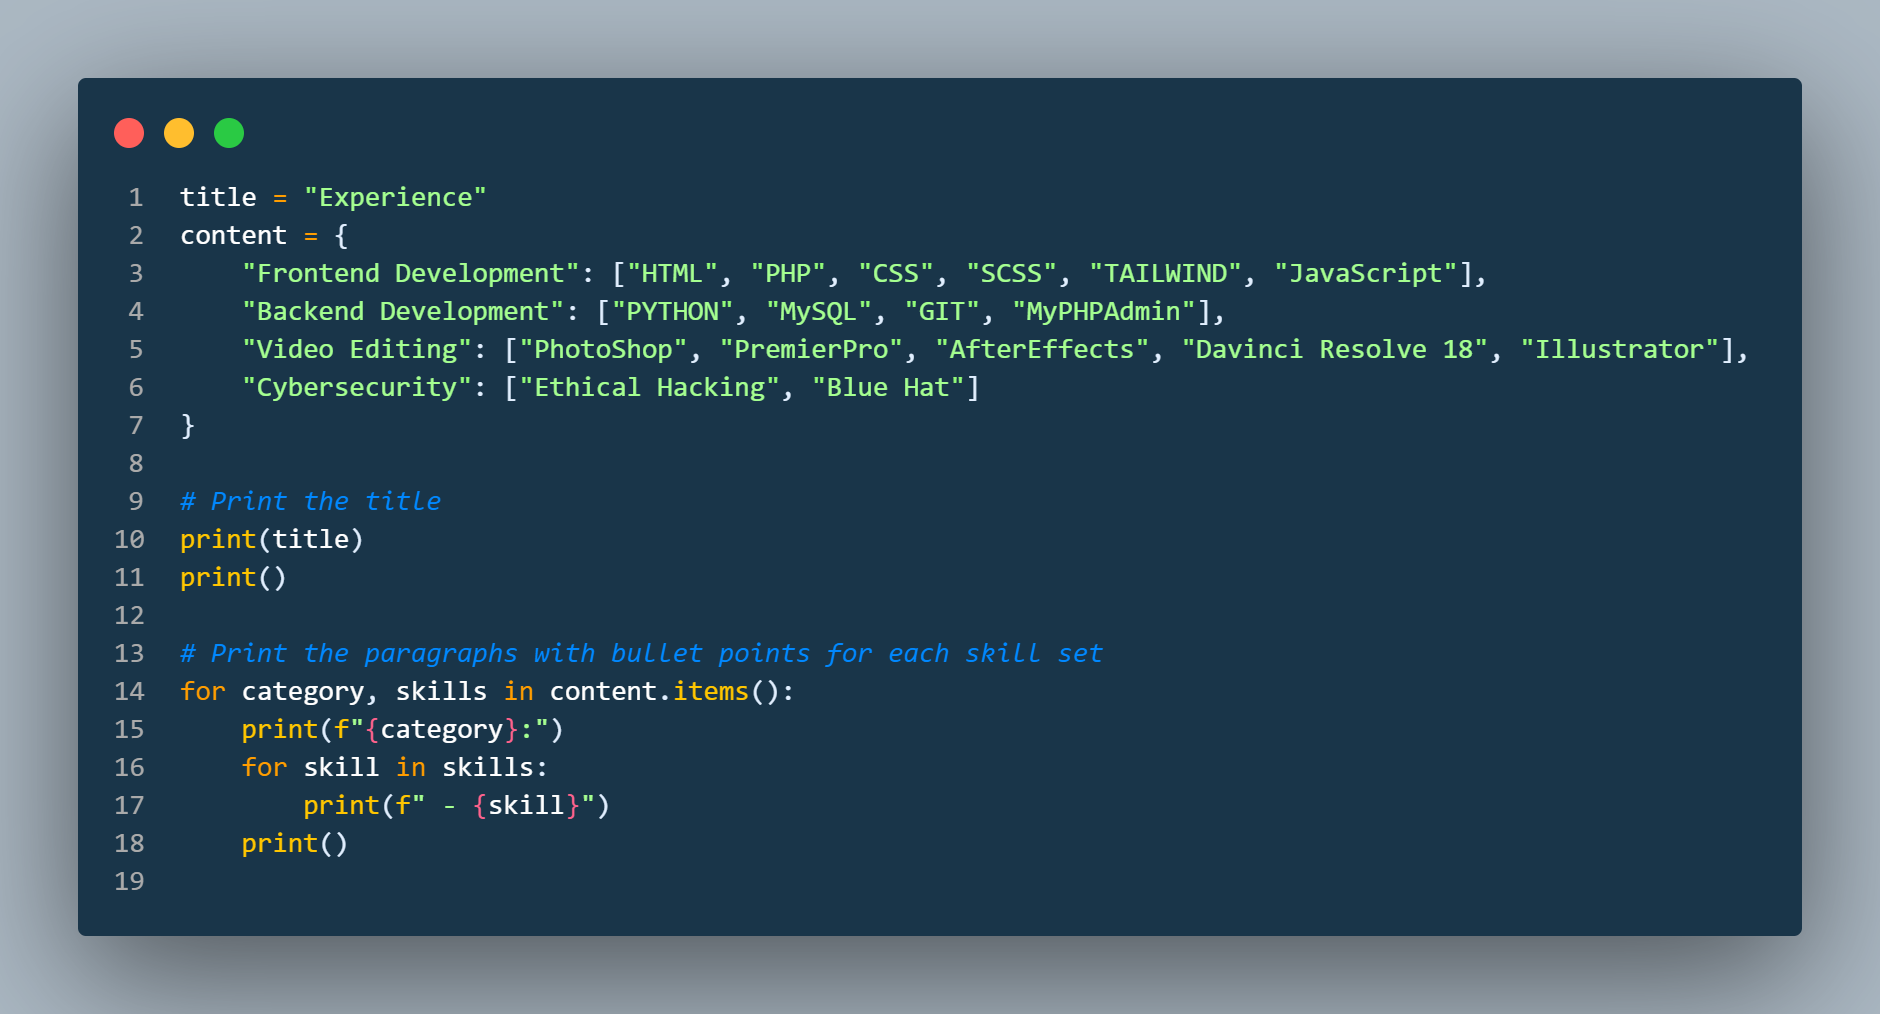 1 title = "Experience"
2 content = {
3     "Frontend Development": ["HTML", "PHP", "CSS", "SCSS", "TAILWIND", "JavaScript"],
4     "Backend Development": ["PYTHON", "MySQL", "GIT", "MyPHPAdmin"],
5     "Video Editing": ["PhotoShop", "PremierPro", "AfterEffects", "Davinci Resolve 18", "Illustrator"],
6     "Cybersecurity": ["Ethical Hacking", "Blue Hat"]
7 }
8
9 # Print the title
10 print(title)
11 print()
12
13 # Print the paragraphs with bullet points for each skill set
14 for category, skills in content.items():
15     print(f"{category}:")
16     for skill in skills:
17         print(f" - {skill}")
18     print()
19